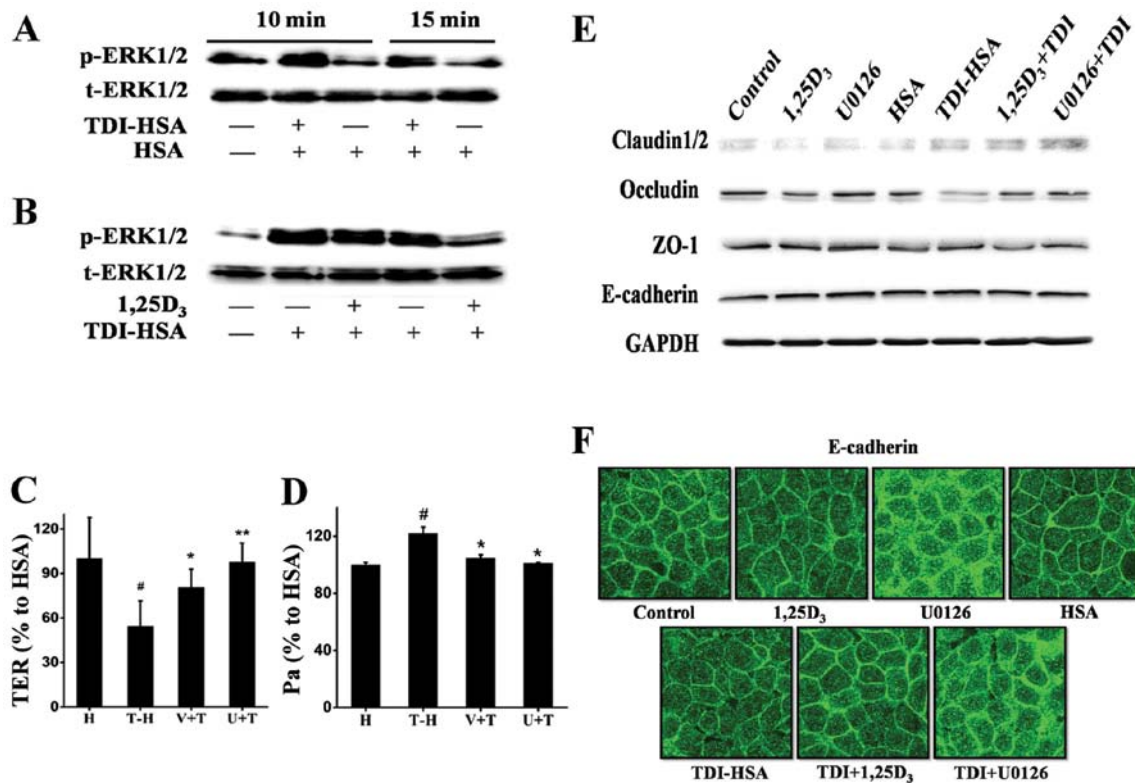 A
10 min 15 min
p-ERK1/2
t-ERK1/2
TDI-HSA — + — + —
HSA — + + + +
B
p-ERK1/2
t-ERK1/2
1,25D₃ — — + — +
TDI-HSA — + + + +
C
TER (% to HSA)
120
90
60
30
0
#
*
**
H T-H V+T U+T
D
Pa (% to HSA)
120
80
40
0
#
*
*
H T-H V+T U+T
E
Control 1,25D₃ U0126 HSA TDI-HSA 1,25D₃+TDI U0126+TDI
Claudin1/2
Occludin
ZO-1
E-cadherin
GAPDH
F
E-cadherin
Control 1,25D₃ U0126 HSA
TDI-HSA TDI+1,25D₃ TDI+U0126